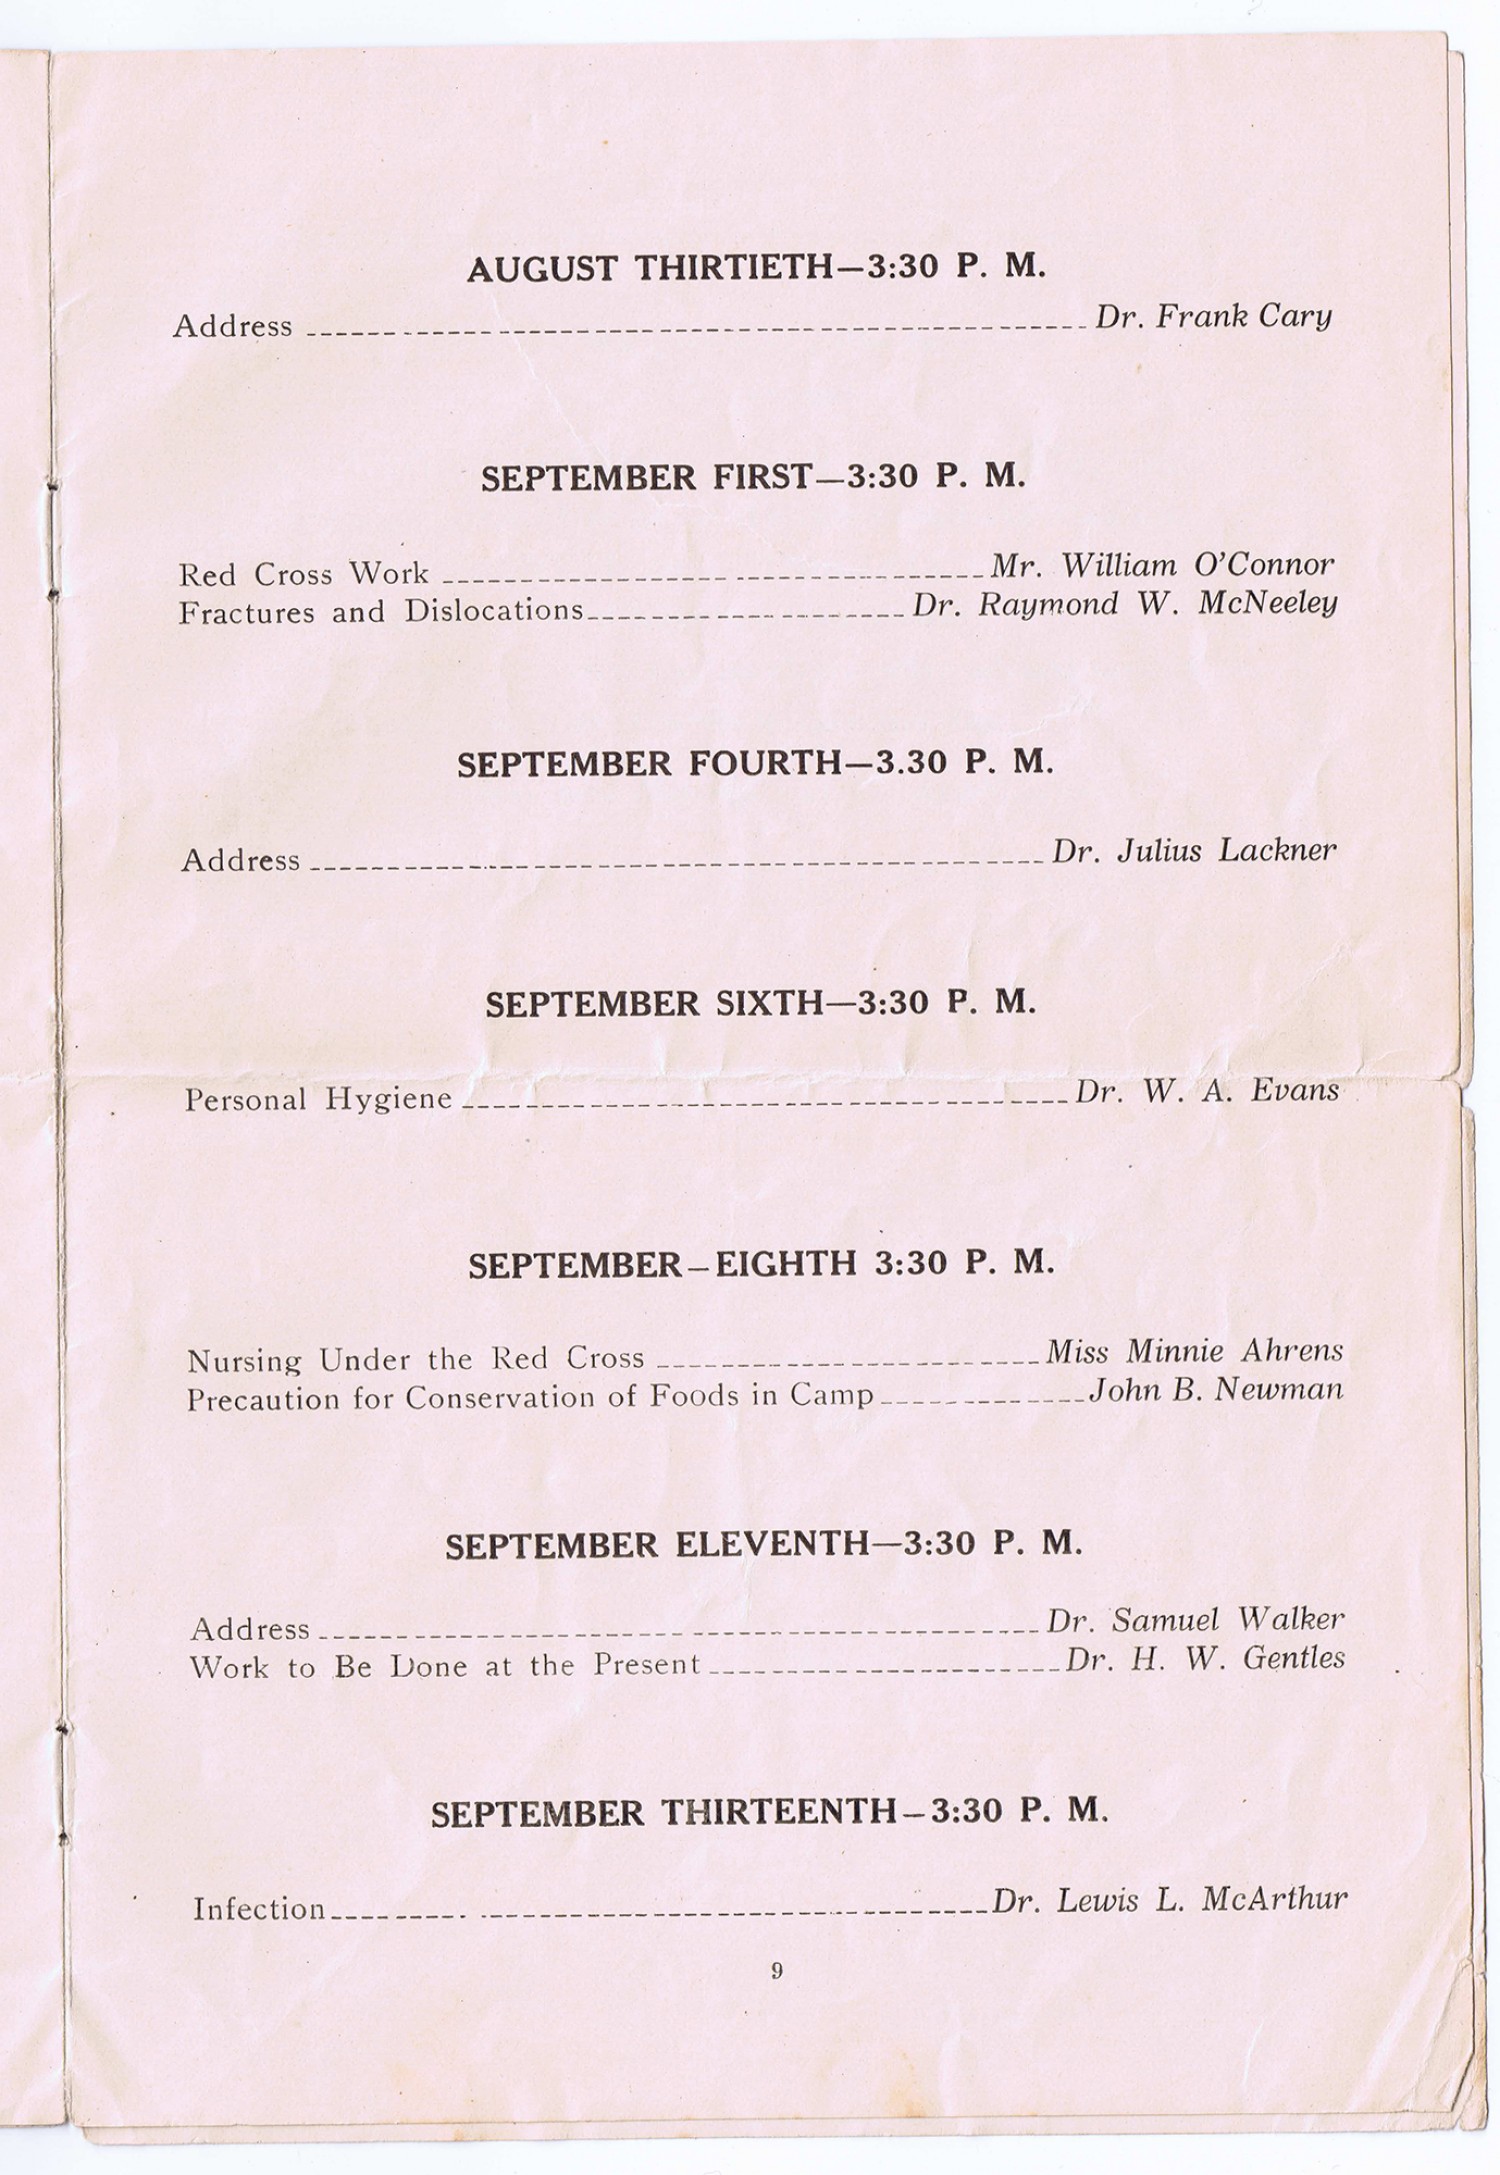 AUGUST THIRTIETH—3:30 P. M.
Address Dr. Frank Cary
SEPTEMBER FIRST—3:30 P. M.
Red Cross Work Mr. William O'Connor
Fractures and Dislocations Dr. Raymond W. McNeeley
SEPTEMBER FOURTH—3.30 P. M.
Address Dr. Julius Lackner
SEPTEMBER SIXTH—3:30 P. M.
Personal Hygiene Dr. W. A. Evans
SEPTEMBER—EIGHTH 3:30 P. M.
Nursing Under the Red Cross Miss Minnie Ahrens
Precaution for Conservation of Foods in Camp John B. Newman
SEPTEMBER ELEVENTH—3:30 P. M.
Address Dr. Samuel Walker
Work to Be Done at the Present Dr. H. W. Gentles
SEPTEMBER THIRTEENTH—3:30 P. M.
Infection Dr. Lewis L. McArthur
9